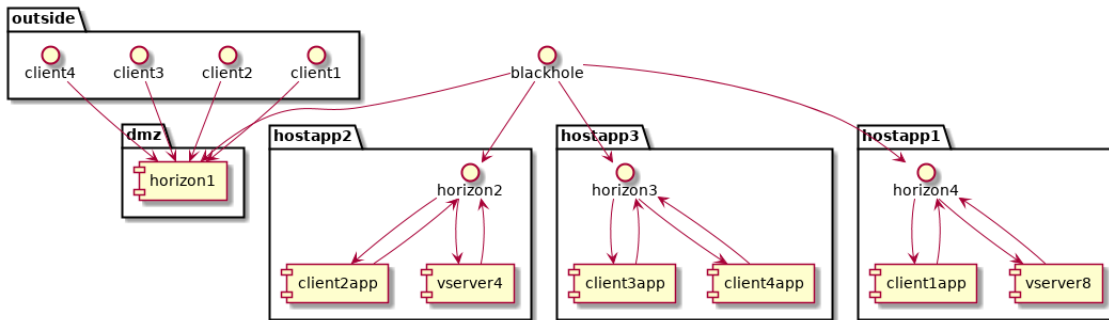 outside
client4
client3
client2
client1
blackhole
dmz
horizon1
hostapp2
horizon2
client2app
vserver4
hostapp3
horizon3
client3app
client4app
hostapp1
horizon4
client1app
vserver8